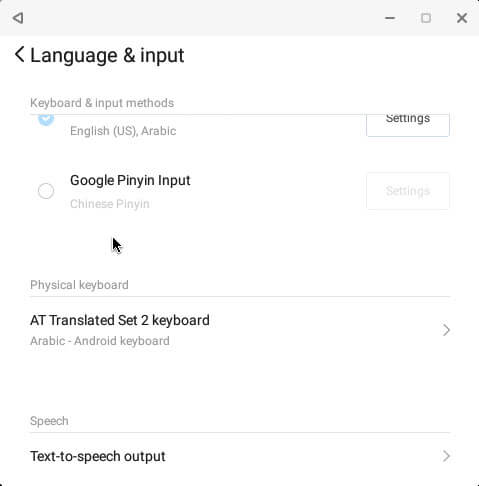 Language & input
Keyboard & input methods
Settings
English (US), Arabic
Google Pinyin Input
Settings
Chinese Pinyin
Physical keyboard
AT Translated Set 2 keyboard
Arabic - Android keyboard
Speech
Text-to-speech output